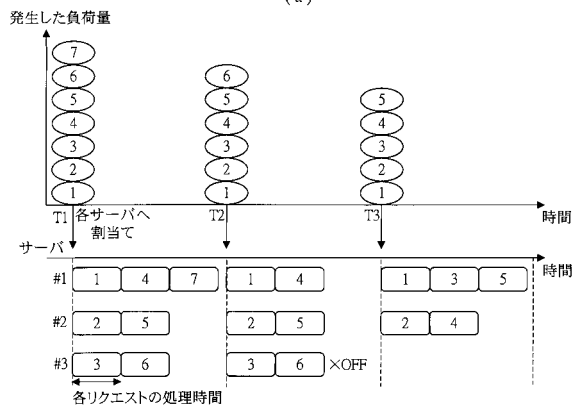 (a)
発生した負荷量
7
6 6
5 5 5
4 4 4
3 3 3
2 2 2
1 1 1
T1 各サーバへ割当て T2 T3 時間
サーバ 時間
#1 1 4 7 1 4 1 3 5
#2 2 5 2 5 2 4
#3 3 6 3 6 ×OFF
各リクエストの処理時間